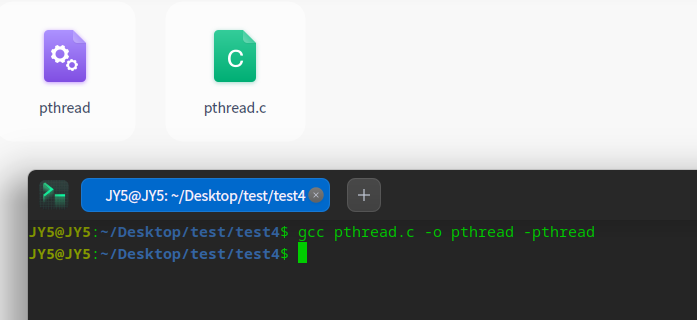 C
pthread
pthread.c
JY5@JY5: ~/Desktop/test/test4
JY5@JY5:~/Desktop/test/test4$ gcc pthread.c -o pthread -pthread
JY5@JY5:~/Desktop/test/test4$